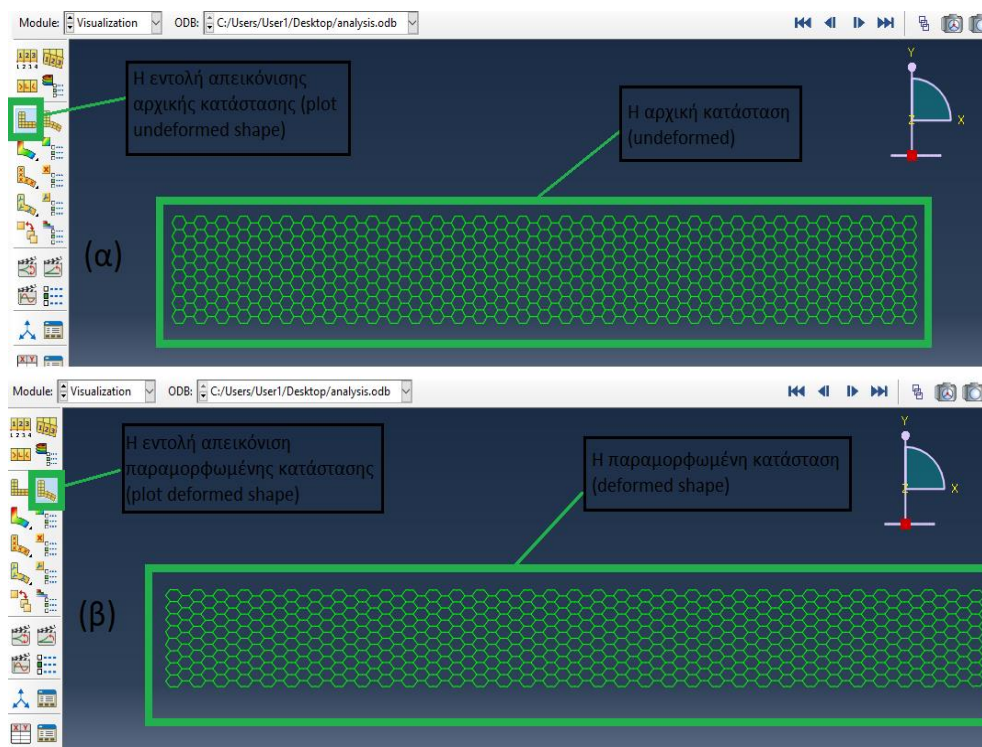 Module: Visualization ODB: C:/Users/User1/Desktop/analysis.odb
Η εντολή απεικόνισης
αρχικής κατάστασης (plot
undeformed shape)
Η αρχική κατάσταση
(undeformed)
Y
Z
X
(α)
Module: Visualization ODB: C:/Users/User1/Desktop/analysis.odb
Η εντολή απεικόνιση
παραμορφωμένης κατάστασης
(plot deformed shape)
Η παραμορφωμένη κατάσταση
(deformed shape)
Y
Z
X
(β)